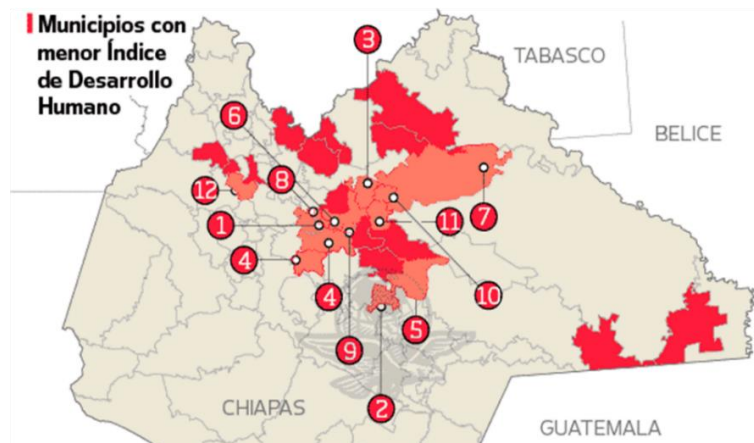 Municipios con
menor Índice
de Desarrollo
Humano
3
TABASCO
6
BELICE
8
12
1
11
7
4
4
10
5
9
CHIAPAS
2
GUATEMALA